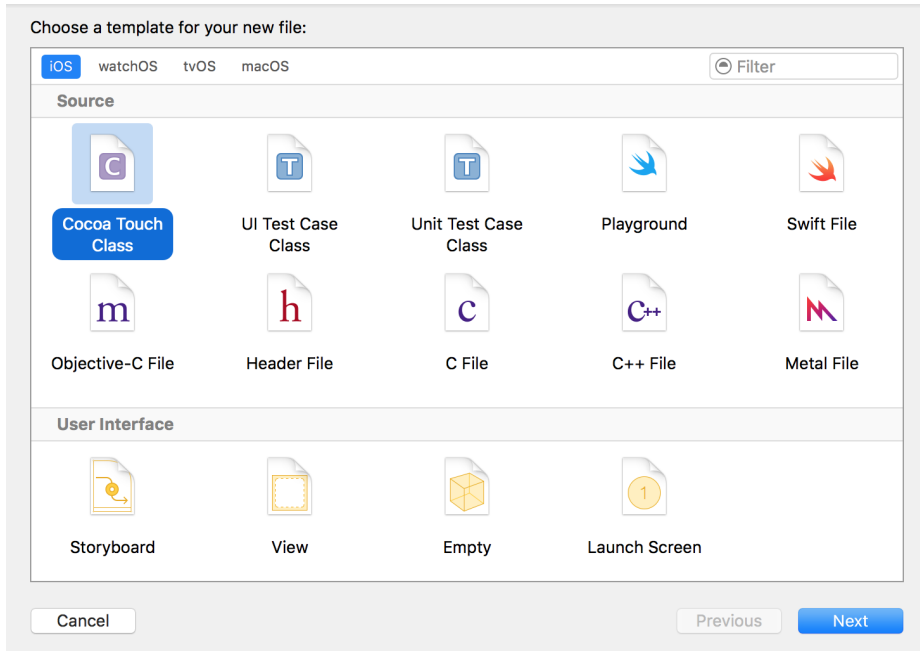 Choose a template for your new file:
iOS watchOS tvOS macOS Filter
Source
C T T
Cocoa Touch UI Test Case Unit Test Case Playground Swift File
Class Class Class
m h c C++
Objective-C File Header File C File C++ File Metal File
User Interface
1
Storyboard View Empty Launch Screen
Cancel Previous Next